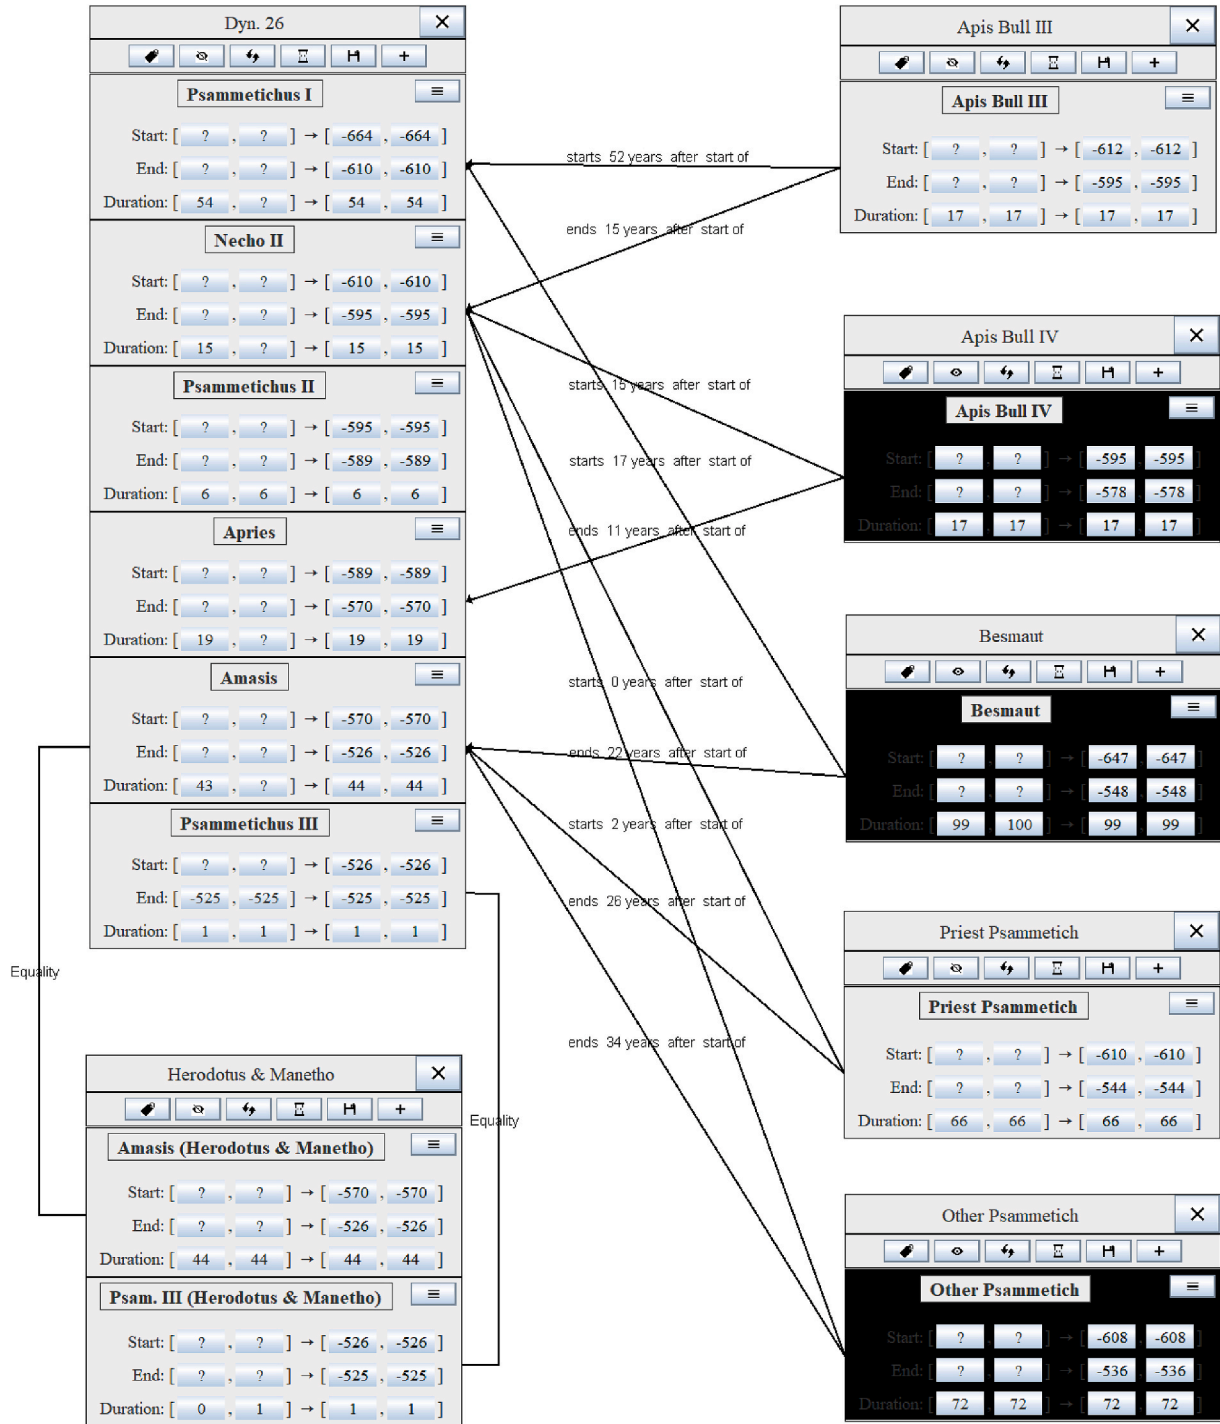 Dyn. 26
Psammetichus I
Start: [ ? , ? ] → [ -664 , -664 ]
End: [ ? , ? ] → [ -610 , -610 ]
Duration: [ 54 , ? ] → [ 54 , 54 ]
Necho II
Start: [ ? , ? ] → [ -610 , -610 ]
End: [ ? , ? ] → [ -595 , -595 ]
Duration: [ 15 , ? ] → [ 15 , 15 ]
Psammetichus II
Start: [ ? , ? ] → [ -595 , -595 ]
End: [ ? , ? ] → [ -589 , -589 ]
Duration: [ 6 , 6 ] → [ 6 , 6 ]
Apries
Start: [ ? , ? ] → [ -589 , -589 ]
End: [ ? , ? ] → [ -570 , -570 ]
Duration: [ 19 , ? ] → [ 19 , 19 ]
Amasis
Start: [ ? , ? ] → [ -570 , -570 ]
End: [ ? , ? ] → [ -526 , -526 ]
Duration: [ 43 , ? ] → [ 44 , 44 ]
Psammetichus III
Start: [ ? , ? ] → [ -526 , -526 ]
End: [ -525 , -525 ] → [ -525 , -525 ]
Duration: [ 1 , 1 ] → [ 1 , 1 ]
Equality
Herodotus & Manetho
Amasis (Herodotus & Manetho)
Start: [ ? , ? ] → [ -570 , -570 ]
End: [ ? , ? ] → [ -526 , -526 ]
Duration: [ 44 , 44 ] → [ 44 , 44 ]
Psam. III (Herodotus & Manetho)
Start: [ ? , ? ] → [ -526 , -526 ]
End: [ ? , ? ] → [ -525 , -525 ]
Duration: [ 0 , 1 ] → [ 1 , 1 ]
Equality
starts 52 years after start of
ends 15 years after start of
starts 15 years after start of
starts 17 years after start of
ends 11 years after start of
starts 0 years after start of
ends 22 years after start of
starts 2 years after start of
ends 26 years after start of
ends 34 years after start of
Apis Bull III
Apis Bull III
Start: [ ? , ? ] → [ -612 , -612 ]
End: [ ? , ? ] → [ -595 , -595 ]
Duration: [ 17 , 17 ] → [ 17 , 17 ]
Apis Bull IV
Apis Bull IV
Start: [ ? , ? ] → [ -595 , -595 ]
End: [ ? , ? ] → [ -578 , -578 ]
Duration: [ 17 , 17 ] → [ 17 , 17 ]
Besmaut
Besmaut
Start: [ ? , ? ] → [ -647 , -647 ]
End: [ ? , ? ] → [ -548 , -548 ]
Duration: [ 99 , 100 ] → [ 99 , 99 ]
Priest Psammetich
Priest Psammetich
Start: [ ? , ? ] → [ -610 , -610 ]
End: [ ? , ? ] → [ -544 , -544 ]
Duration: [ 66 , 66 ] → [ 66 , 66 ]
Other Psammetich
Other Psammetich
Start: [ ? , ? ] → [ -608 , -608 ]
End: [ ? , ? ] → [ -536 , -536 ]
Duration: [ 72 , 72 ] → [ 72 , 72 ]